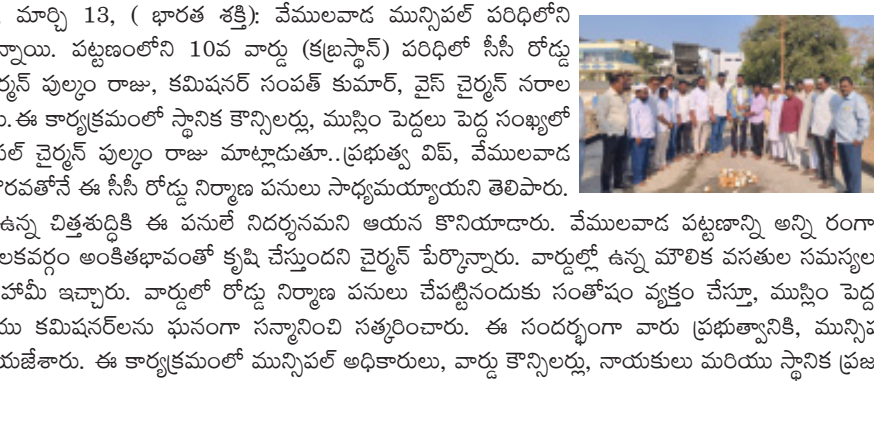 మార్చి 13, ( భారత శక్తి): వేములవాడ మున్సిపల్ పరిధిలోని
న్నాయి. పట్టణంలోని 10వ వార్డు (కబ్రస్థాన్) పరిధిలో సీసీ రోడ్డు
ర్మన్ పుల్కం రాజు, కమిషనర్ సంపత్ కుమార్, వైస్ చైర్మన్ నరాల
ు.ఈ కార్యక్రమంలో స్థానిక కౌన్సిలర్లు, ముస్లిం పెద్దలు పెద్ద సంఖ్యలో
పల్ చైర్మన్ పుల్కం రాజు మాట్లాడుతూ..ప్రభుత్వ విప్, వేములవాడ
ొరవతోనే ఈ సీసీ రోడ్డు నిర్మాణ పనులు సాధ్యమయ్యాయని తెలిపారు.
ఉన్న చిత్తశుద్ధికి ఈ పనులే నిదర్శనమని ఆయన కొనియాడారు. వేములవాడ పట్టణాన్ని అన్ని రంగా
లకవర్గం అంకితభావంతో కృషి చేస్తుందని చైర్మన్ పేర్కొన్నారు. వార్డుల్లో ఉన్న మౌలిక వసతుల సమస్యల
హామీ ఇచ్చారు. వార్డులో రోడ్డు నిర్మాణ పనులు చేపట్టినందుకు సంతోషం వ్యక్తం చేస్తూ, ముస్లిం పెద్ద
యు కమిషనర్‌లను ఘనంగా సన్మానించి సత్కరించారు. ఈ సందర్భంగా వారు ప్రభుత్వానికి, మున్సిప
యజేశారు. ఈ కార్యక్రమంలో మున్సిపల్ అధికారులు, వార్డు కౌన్సిలర్లు, నాయకులు మరియు స్థానిక ప్రజ